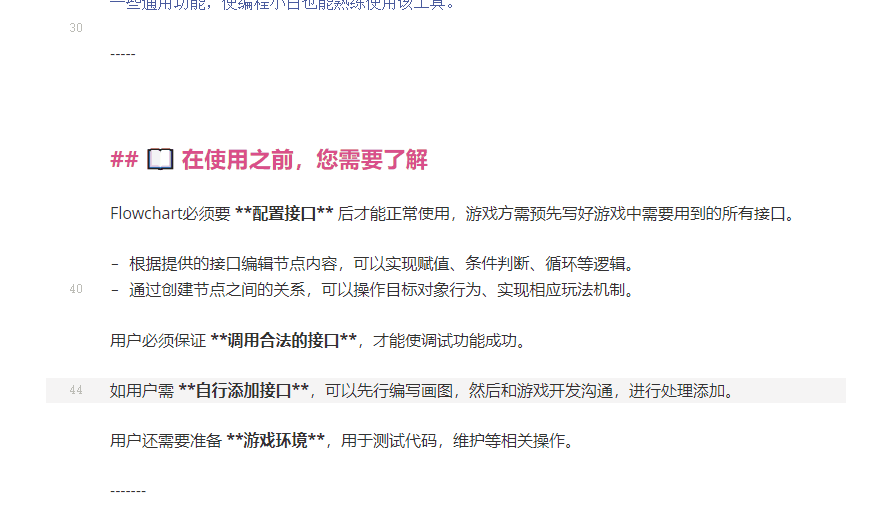 一些通用功能，使编程小白也能熟练使用该工具。
30
-----
## 📖 在使用之前，您需要了解
Flowchart必须要 **配置接口** 后才能正常使用，游戏方需预先写好游戏中需要用到的所有接口。
- 根据提供的接口编辑节点内容，可以实现赋值、条件判断、循环等逻辑。
40 - 通过创建节点之间的关系，可以操作目标对象行为、实现相应玩法机制。
用户必须保证 **调用合法的接口**，才能使调试功能成功。
44 如用户需 **自行添加接口**，可以先行编写画图，然后和游戏开发沟通，进行处理添加。
用户还需要准备 **游戏环境**，用于测试代码，维护等相关操作。
-------